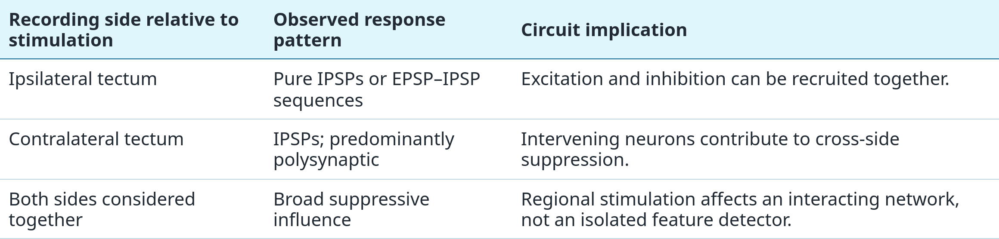 Recording side relative to
stimulation
Observed response
pattern
Circuit implication
Ipsilateral tectum
Pure IPSPs or EPSP–IPSP
sequences
Excitation and inhibition can be recruited together.
Contralateral tectum
IPSPs; predominantly
polysynaptic
Intervening neurons contribute to cross-side
suppression.
Both sides considered
together
Broad suppressive
influence
Regional stimulation affects an interacting network,
not an isolated feature detector.